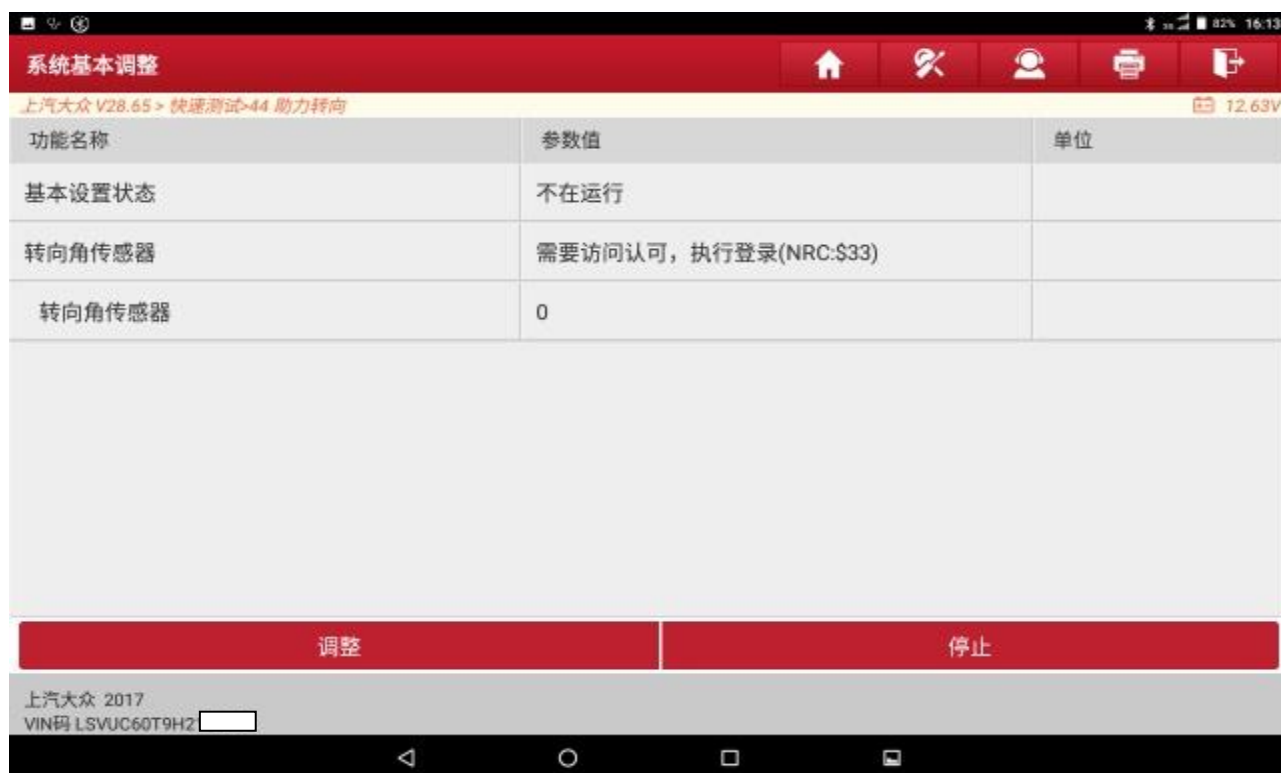 82% 16:13
系统基本调整
上汽大众 V28.65 > 快速测试>44 助力转向 12.63V
功能名称 参数值 单位
基本设置状态 不在运行
转向角传感器 需要访问认可，执行登录(NRC:$33)
转向角传感器 0
调整 停止
上汽大众 2017
VIN码 LSVUC60T9H2